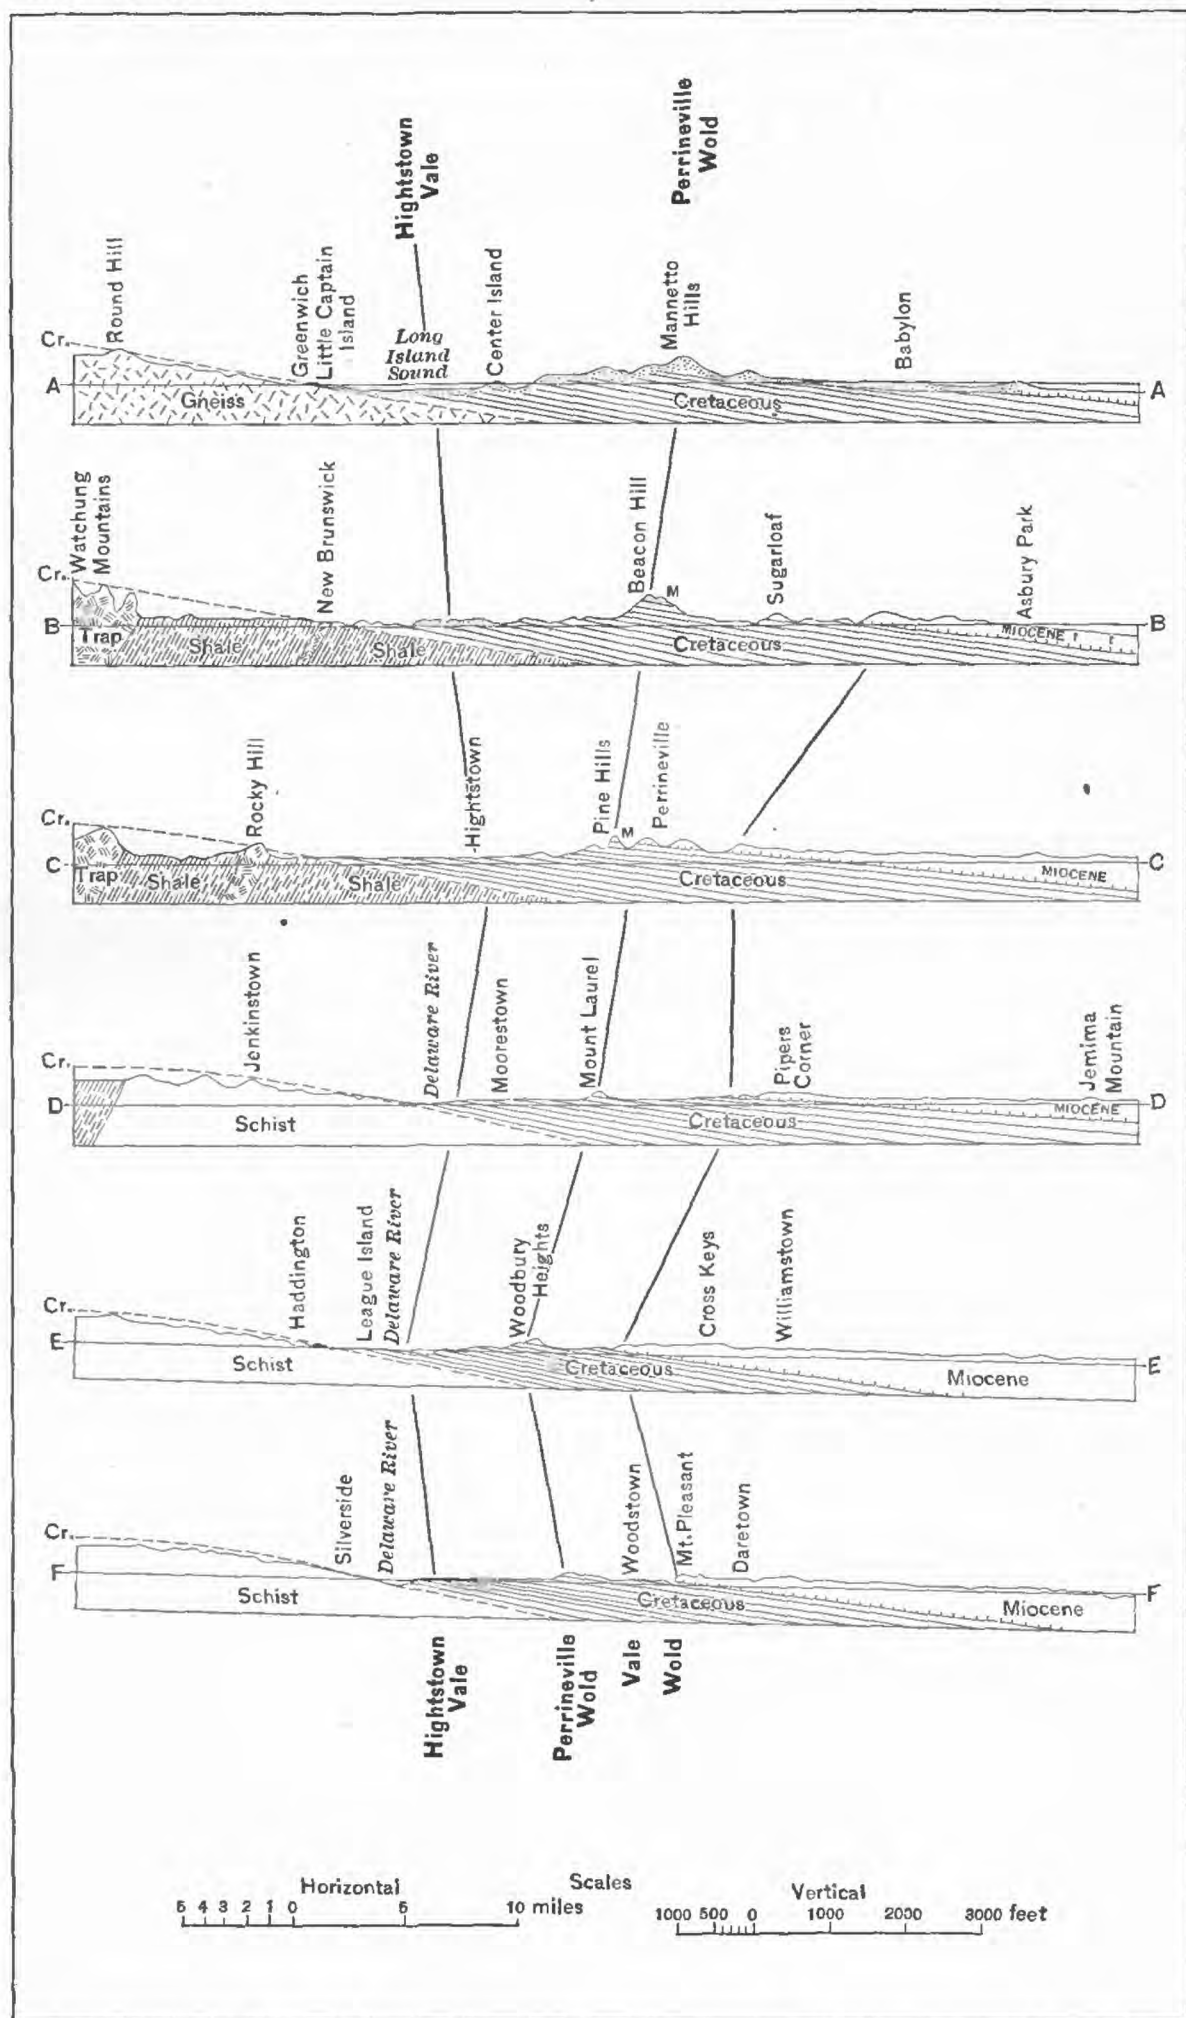 Hightstown
Vale
Perrineville
Wold
Cr.
Round Hill
Greenwich
Little Captain
Island
Long
Island
Sound
Center Island
Mannetto
Hills
Babylon
A
Gneiss
Cretaceous
A
Watchung
Mountains
Cr.
New Brunswick
Beacon Hill
M
Sugarloaf
Asbury Park
B
Trap
Shale
Shale
Cretaceous
MIOCENE
B
Cr.
Rocky Hill
Hightstown
Pine Hills
M
Perrineville
C
Trap
Shale
Shale
Cretaceous
MIOCENE
C
Cr.
Jenkinstown
Delaware River
Moorestown
Mount Laurel
Pipers
Corner
Jemima
Mountain
D
Schist
Cretaceous
MIOCENE
D
Cr.
Haddington
League Island
Delaware River
Woodbury
Heights
Cross Keys
Williamstown
E
Schist
Cretaceous
Miocene
E
Cr.
Silverside
Delaware River
Woodstown
Mt. Pleasant
Daretown
F
Schist
Cretaceous
Miocene
F
Hightstown
Vale
Perrineville
Wold
Vale
Wold
Scales
Horizontal
5 4 3 2 1 0 5 10 miles
Vertical
1000 500 0 1000 2000 3000 feet